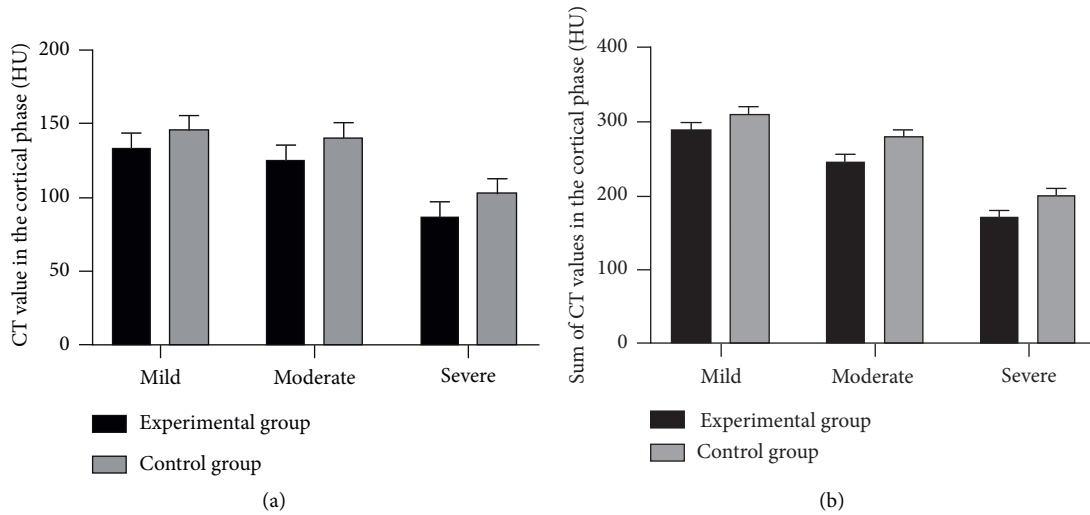 CT value in the cortical phase (HU)
200
150
100
50
0
Mild
Moderate
Severe
Experimental group
Control group
(a)
Sum of CT values in the cortical phase (HU)
400
300
200
100
0
Mild
Moderate
Severe
Experimental group
Control group
(b)